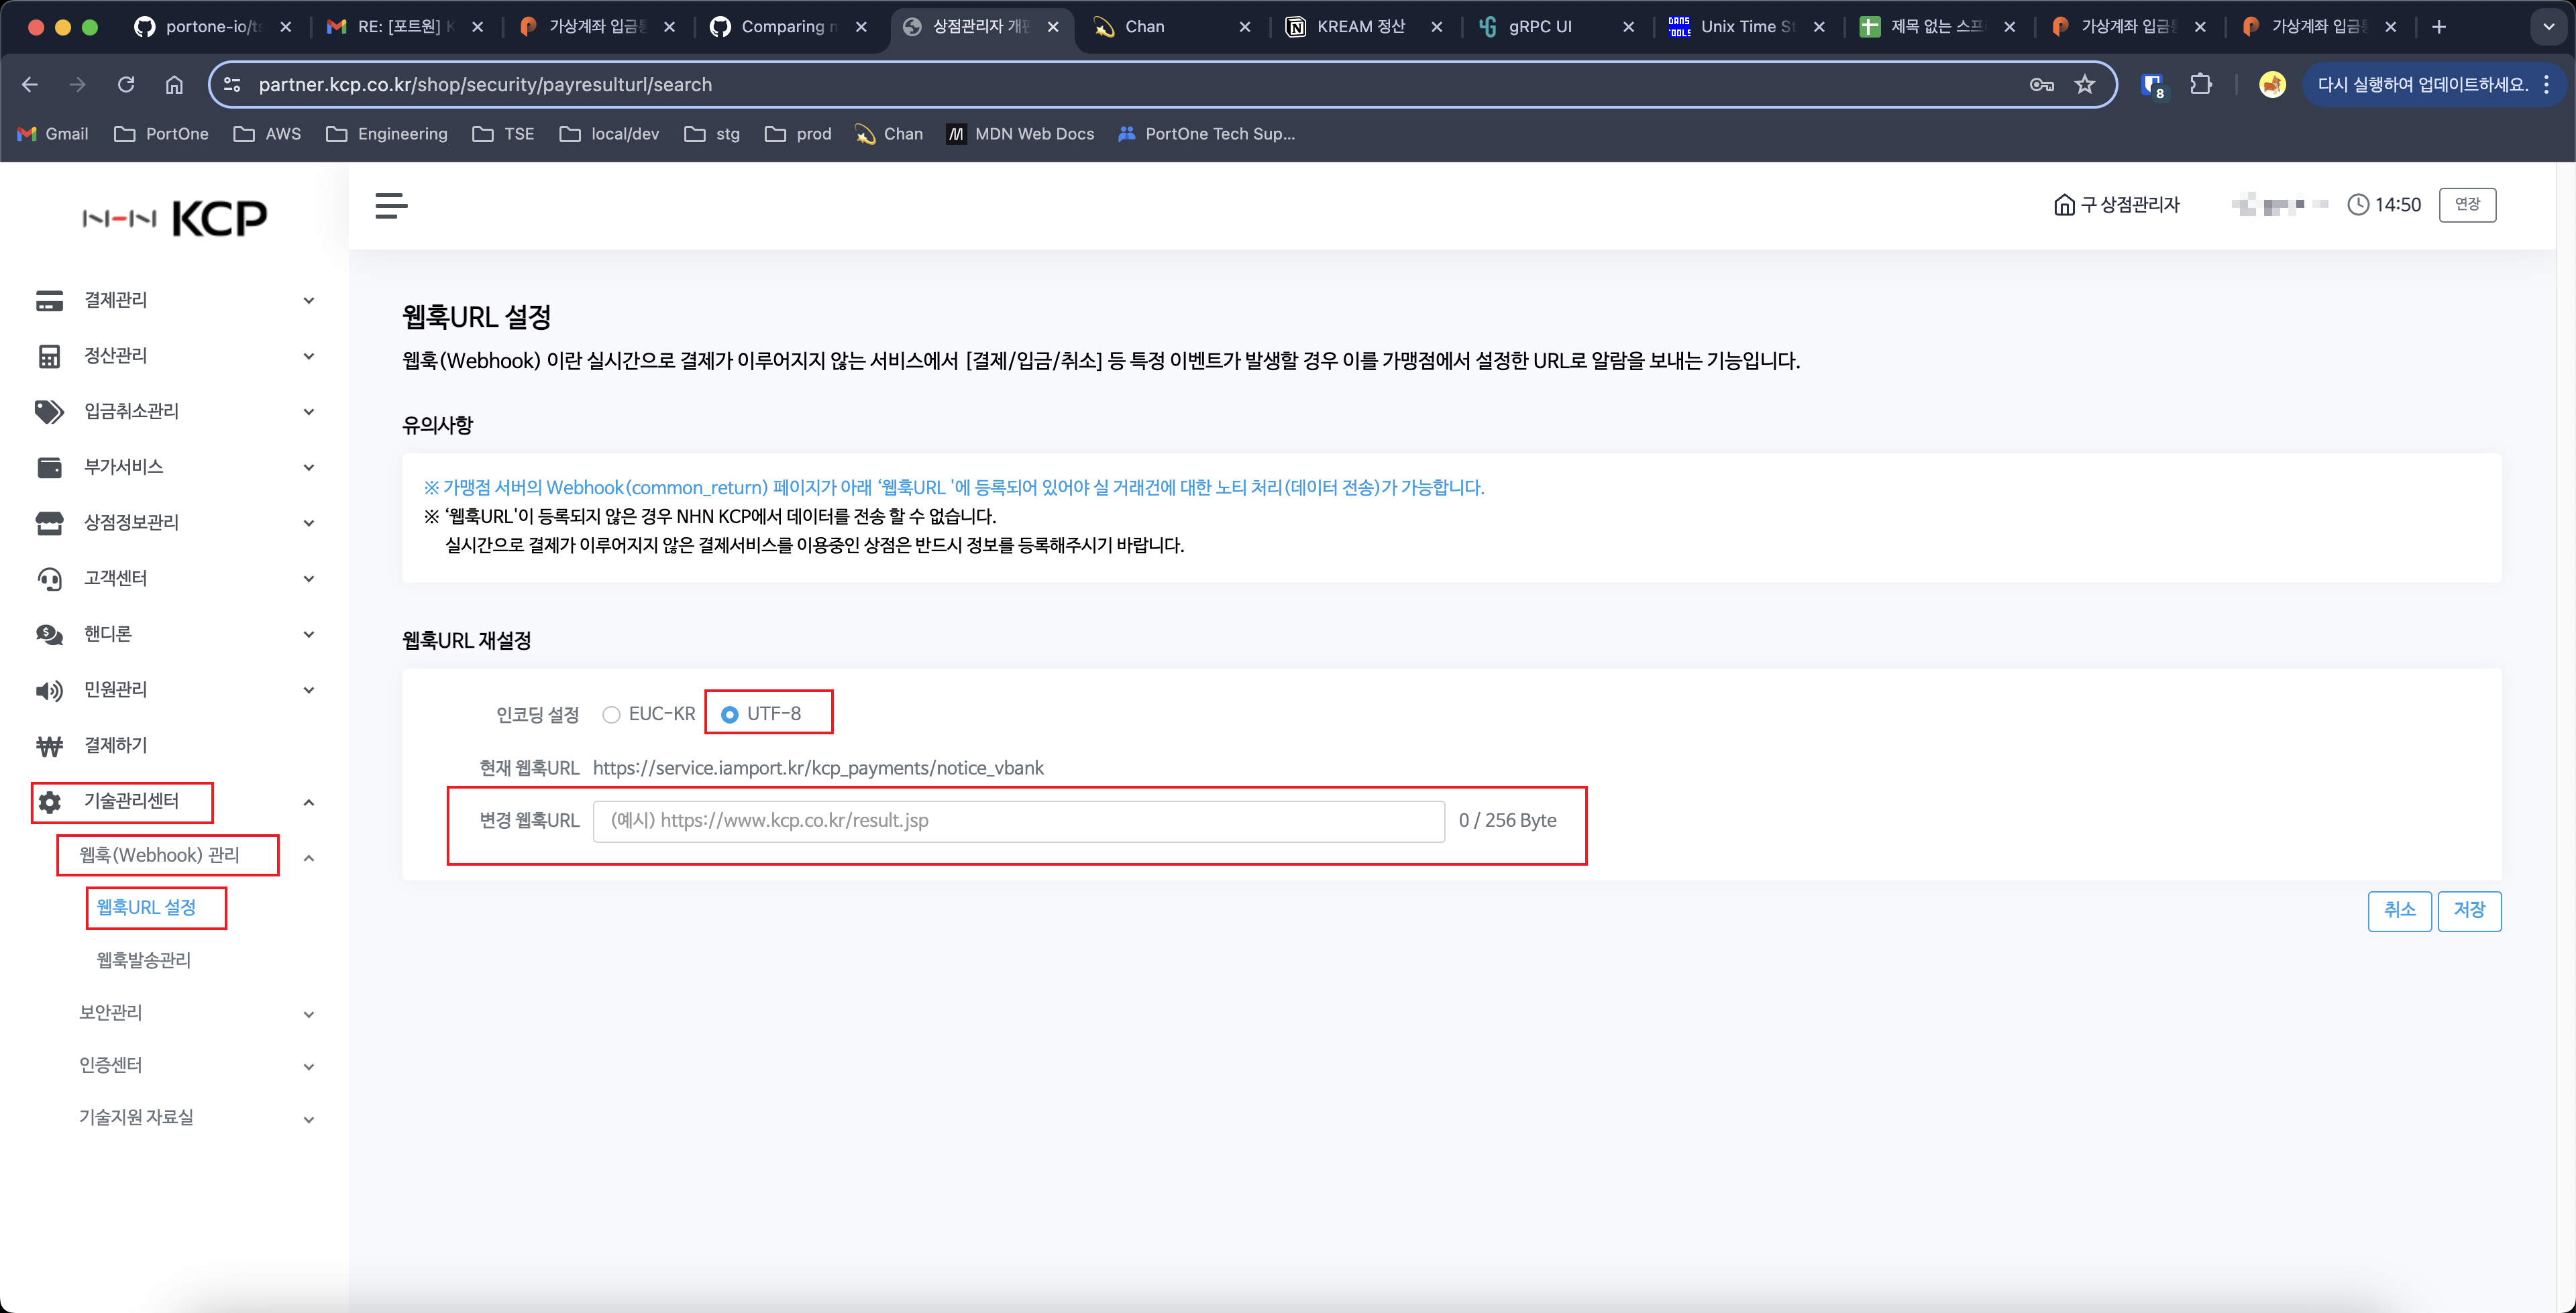 portone-io/ts
RE: [포트원] K
가상계좌 입금통
Comparing m
상점관리자 개편
Chan
KREAM 정산
gRPC UI
DANS TOOLS
Unix Time St
제목 없는 스프
가상계좌 입금통
가상계좌 입금통
partner.kcp.co.kr/shop/security/payresulturl/search
8
다시 실행하여 업데이트하세요.
Gmail
PortOne
AWS
Engineering
TSE
local/dev
stg
prod
Chan
MDN Web Docs
PortOne Tech Sup...
NHN KCP
구 상점관리자
14:50
연장
결제관리
정산관리
입금취소관리
부가서비스
상점정보관리
고객센터
핸디론
민원관리
결제하기
기술관리센터
웹훅(Webhook) 관리
웹훅URL 설정
웹훅발송관리
보안관리
인증센터
기술지원 자료실
웹훅URL 설정
웹훅(Webhook) 이란 실시간으로 결제가 이루어지지 않는 서비스에서 [결제/입금/취소] 등 특정 이벤트가 발생할 경우 이를 가맹점에서 설정한 URL로 알람을 보내는 기능입니다.
유의사항
※ 가맹점 서버의 Webhook(common_return) 페이지가 아래 ‘웹훅URL '에 등록되어 있어야 실 거래건에 대한 노티 처리(데이터 전송)가 가능합니다.
※ ‘웹훅URL'이 등록되지 않은 경우 NHN KCP에서 데이터를 전송 할 수 없습니다.
실시간으로 결제가 이루어지지 않은 결제서비스를 이용중인 상점은 반드시 정보를 등록해주시기 바랍니다.
웹훅URL 재설정
인코딩 설정 EUC-KR UTF-8
현재 웹훅URL https://service.iamport.kr/kcp_payments/notice_vbank
변경 웹훅URL (예시) https://www.kcp.co.kr/result.jsp 0 / 256 Byte
취소 저장